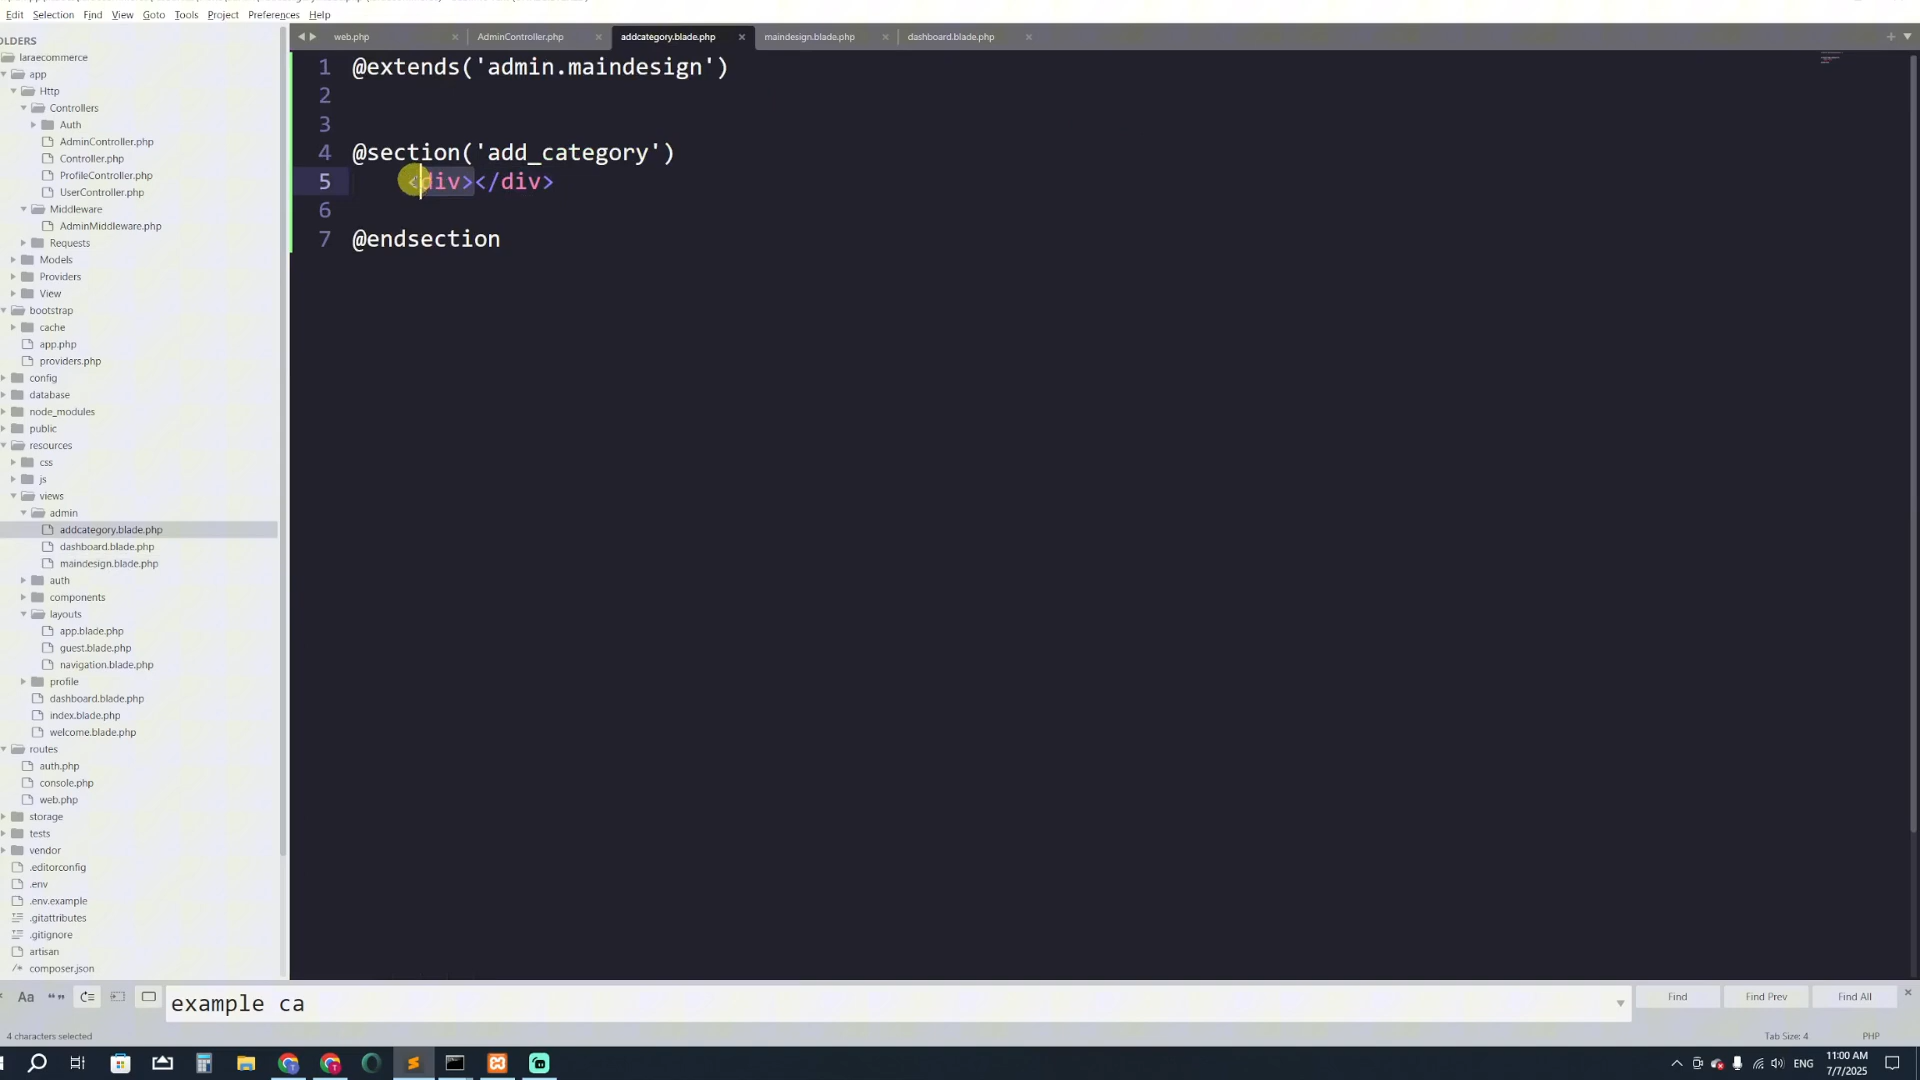 Edit Selection Find View Goto Tools Project Preferences Help
OLDERS
laraecommerce
app
Http
Controllers
Auth
AdminController.php
Controller.php
ProfileController.php
UserController.php
Middleware
AdminMiddleware.php
Requests
Models
Providers
View
bootstrap
cache
app.php
providers.php
config
database
node_modules
public
resources
css
js
views
admin
addcategory.blade.php
dashboard.blade.php
maindesign.blade.php
auth
components
layouts
app.blade.php
guest.blade.php
navigation.blade.php
profile
dashboard.blade.php
index.blade.php
welcome.blade.php
routes
auth.php
console.php
web.php
storage
tests
vendor
.editorconfig
.env
.env.example
.gitattributes
.gitignore
artisan
composer.json
web.php AdminController.php addcategory.blade.php maindesign.blade.php dashboard.blade.php
1 @extends('admin.maindesign')
2
3
4 @section('add_category')
5 <div></div>
6
7 @endsection
Aa example ca Find Find Prev Find All
4 characters selected Tab Size: 4 PHP
ENG 11:00 AM
7/7/2025